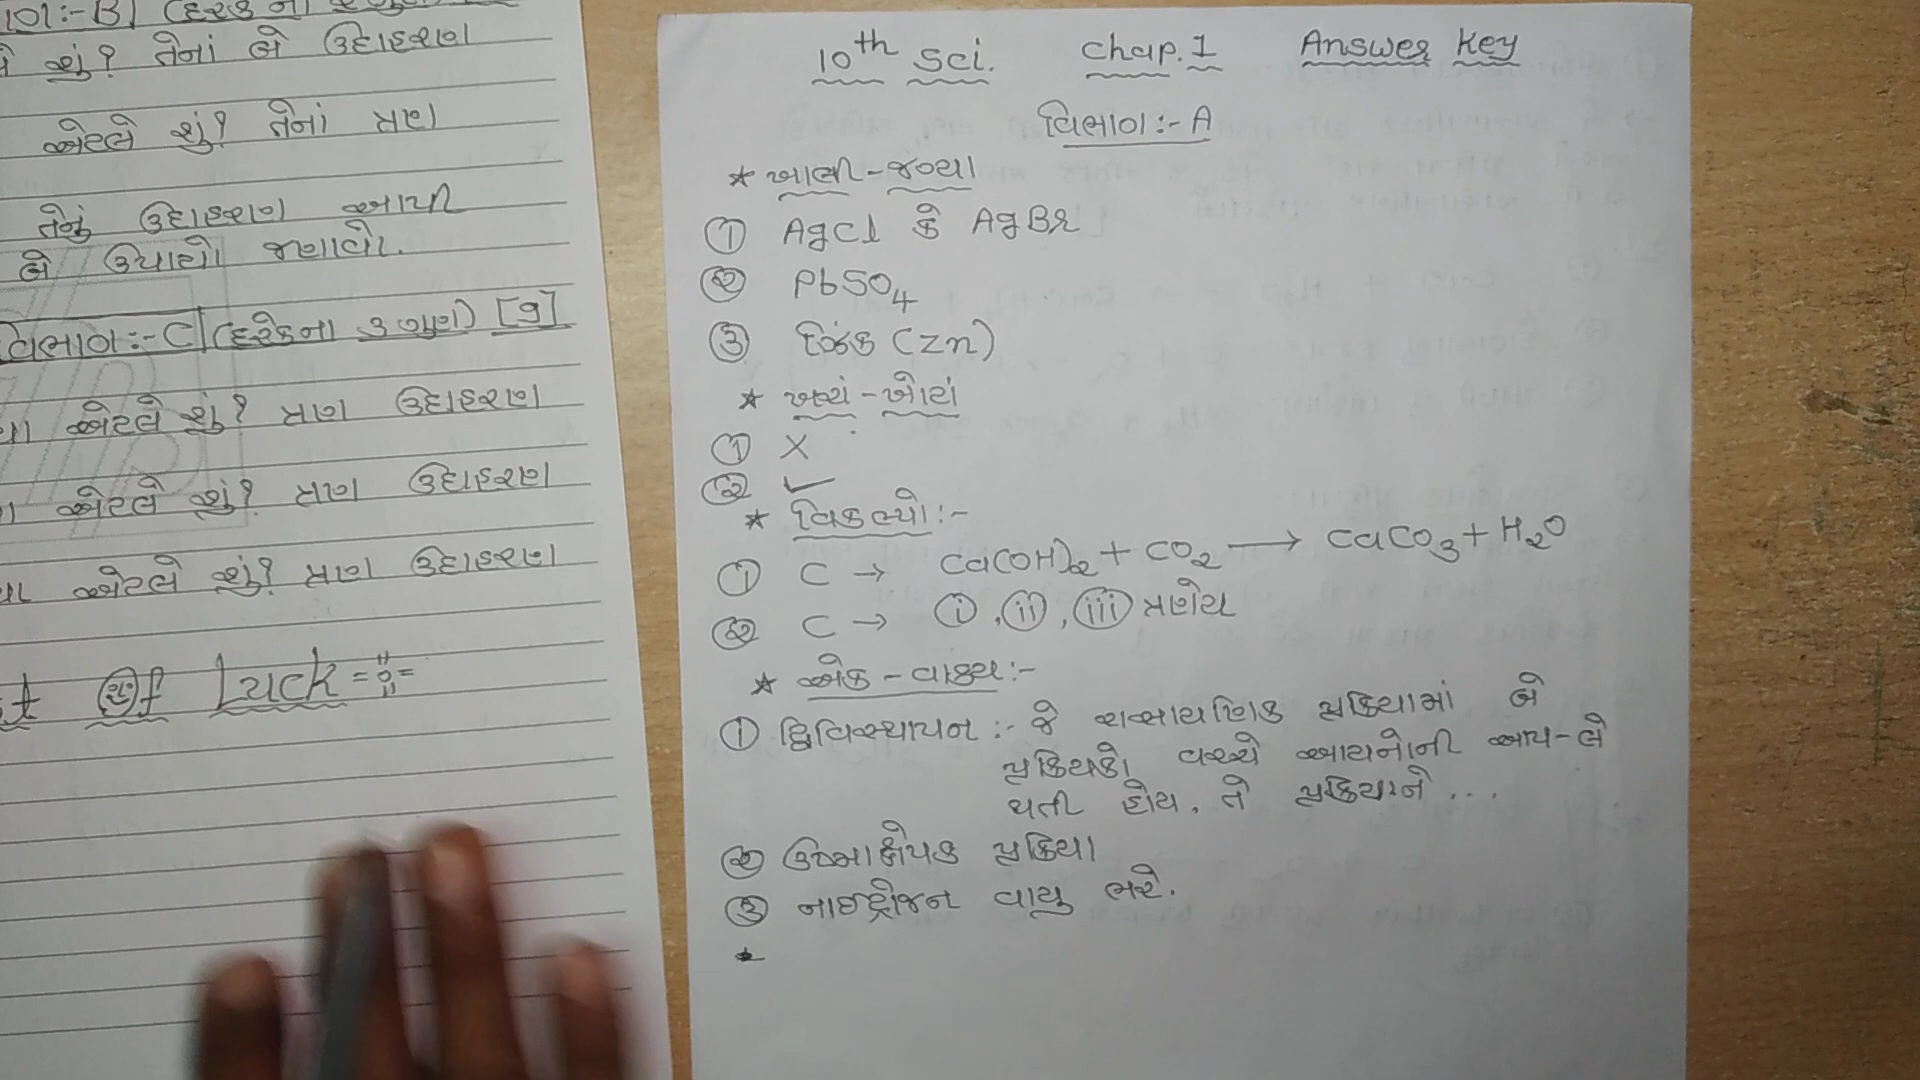 શું? તેનાં બે ઉદાહરણ
એટલે શું? તેનાં ત્રણ
તેનું ઉદાહરણ આપી
બે ઉપાયો જણાવો.
વિભાગ:- C (દરેકના ૩ ગુણ) [9]
એટલે શું? ત્રણ ઉદાહરણ
એટલે શું? ત્રણ ઉદાહરણ
એટલે શું? ત્રણ ઉદાહરણ
Of Luck
10th Sci. Chap. 1 Answer Key
વિભાગ:- A
* ખાલી-જગ્યા
① AgCl કે AgBr
② PbSO4
③ ઝિંક (Zn)
* ખરાં-ખોટાં
① X
② ✓
* વિકલ્પો:-
① C → Ca(OH)2 + CO2 → CaCO3 + H2O
② C → ⓘ, ⓘⓘ, ⓘⓘⓘ ત્રણેય
* એક-વાક્ય:-
① દ્વિવિસ્થાપન :- જે રાસાયણિક પ્રક્રિયામાં બે
પ્રક્રિયકો વચ્ચે આયનોની આપ-લે
થતી હોય, તે પ્રક્રિયાને ...
② ઉષ્માક્ષેપક પ્રક્રિયા
③ નાઇટ્રોજન વાયુ ભરે.
*